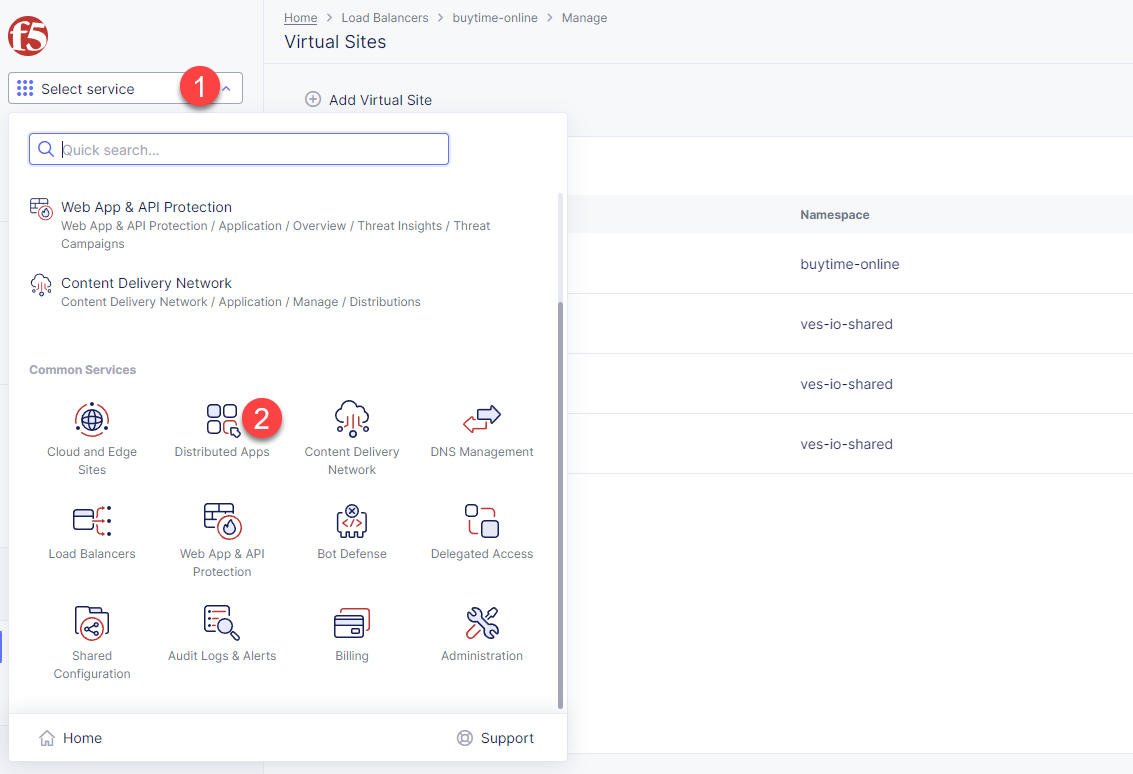 f5
Home > Load Balancers > buytime-online > Manage
Virtual Sites
Select service
1
Add Virtual Site
Quick search...
Web App & API Protection
Web App & API Protection / Application / Overview / Threat Insights / Threat
Campaigns
Content Delivery Network
Content Delivery Network / Application / Manage / Distributions
Namespace
buytime-online
ves-io-shared
ves-io-shared
ves-io-shared
Common Services
2
Cloud and Edge
Sites
Distributed Apps
Content Delivery
Network
DNS Management
Load Balancers
Web App & API
Protection
Bot Defense
Delegated Access
Shared
Configuration
Audit Logs & Alerts
Billing
Administration
Home
Support